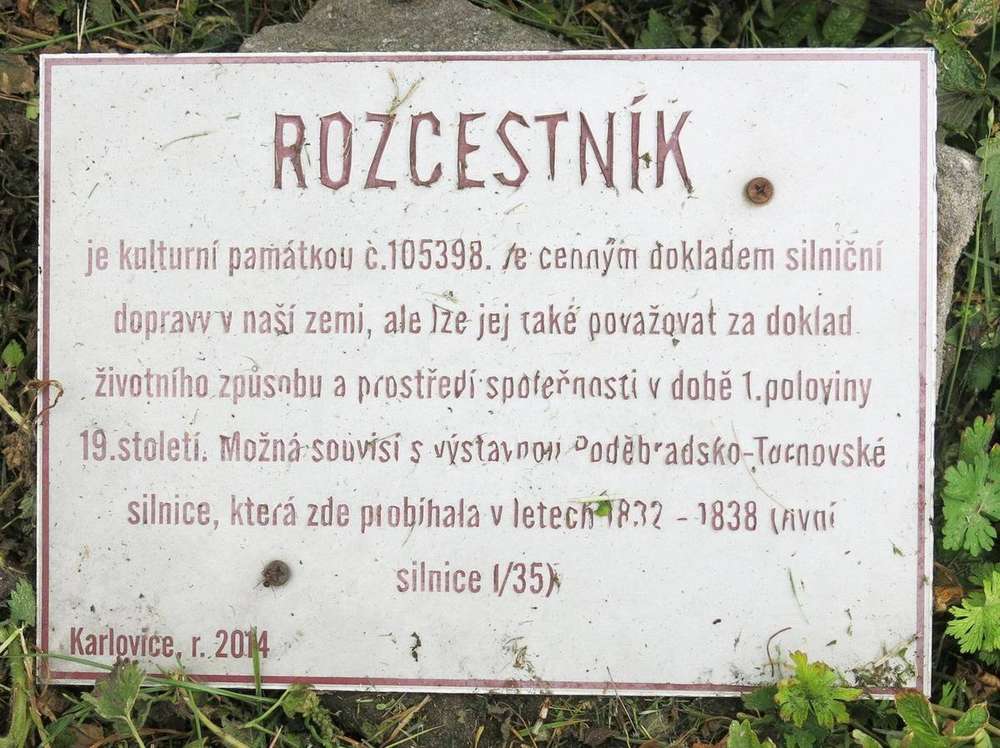 ROZCESTNÍK
je kulturní památkou č.105398. Je cenným dokladem silniční
dopravy v naší zemi, ale lze jej také považovat za doklad
životního způsobu a prostředí společnosti v době 1.poloviny
19.století. Možná souvisí s výstavbou Poděbradsko-Turnovské
silnice, která zde probíhala v letech 1832 - 1838 (nyní
silnice I/35)
Karlovice, r. 2014